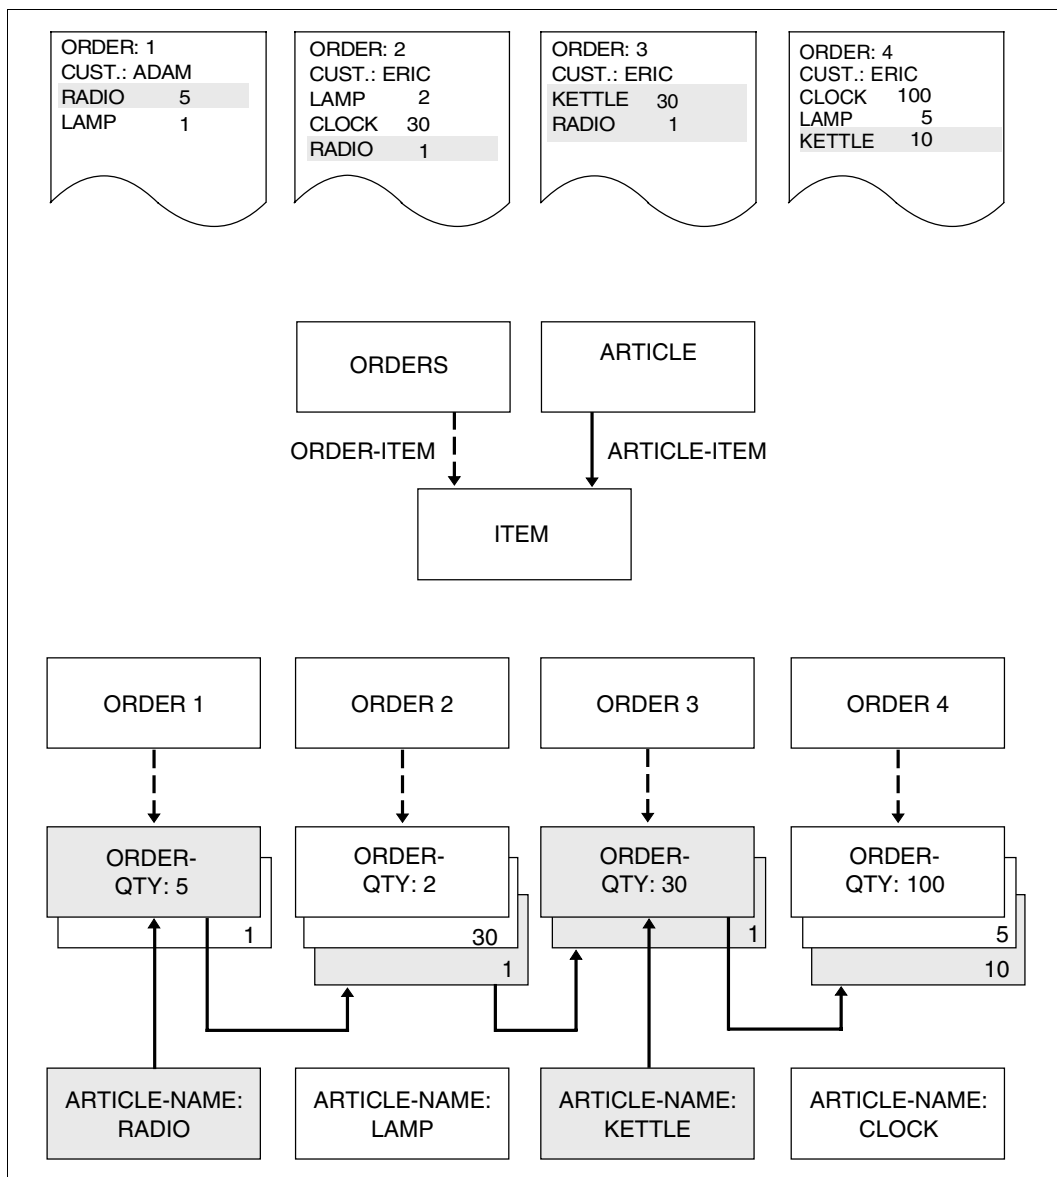 ORDER: 1
CUST.: ADAM
RADIO 5
LAMP 1
ORDER: 2
CUST.: ERIC
LAMP 2
CLOCK 30
RADIO 1
ORDER: 3
CUST.: ERIC
KETTLE 30
RADIO 1
ORDER: 4
CUST.: ERIC
CLOCK 100
LAMP 5
KETTLE 10
ORDERS
ARTICLE
ORDER-ITEM
ARTICLE-ITEM
ITEM
ORDER 1
ORDER 2
ORDER 3
ORDER 4
ORDER-
QTY: 5
1
ORDER-
QTY: 2
30
1
ORDER-
QTY: 30
1
ORDER-
QTY: 100
5
10
ARTICLE-NAME:
RADIO
ARTICLE-NAME:
LAMP
ARTICLE-NAME:
KETTLE
ARTICLE-NAME:
CLOCK